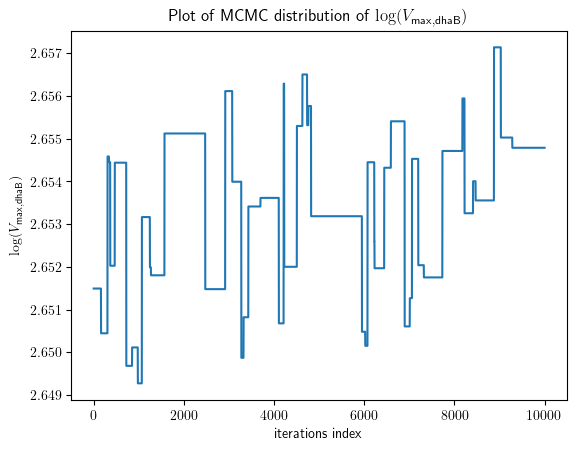 Plot of MCMC distribution of log(V_max,dhaB)
log(V_max,dhaB)
2.657
2.656
2.655
2.654
2.653
2.652
2.651
2.650
2.649
0 2000 4000 6000 8000 10000
iterations index